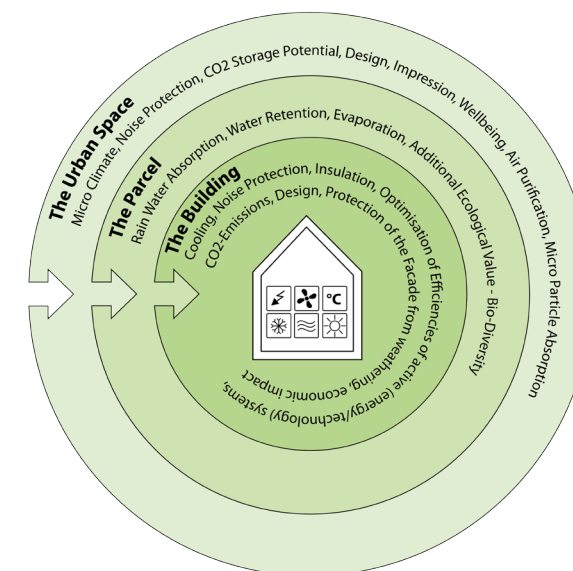 The Urban Space
Micro Climate, Noise Protection, CO2 Storage Potential, Design, Impression, Wellbeing, Air Purification, Micro Particle Absorption
The Parcel
Rain Water Absorption, Water Retention, Evaporation, Additional Ecological Value - Bio-Diversity
The Building
Cooling, Noise Protection, Insulation, Optimisation of Efficiencies of active (energy/technology) systems,
CO2-Emissions, Design, Protection of the Facade from weathering, economic impact
°C